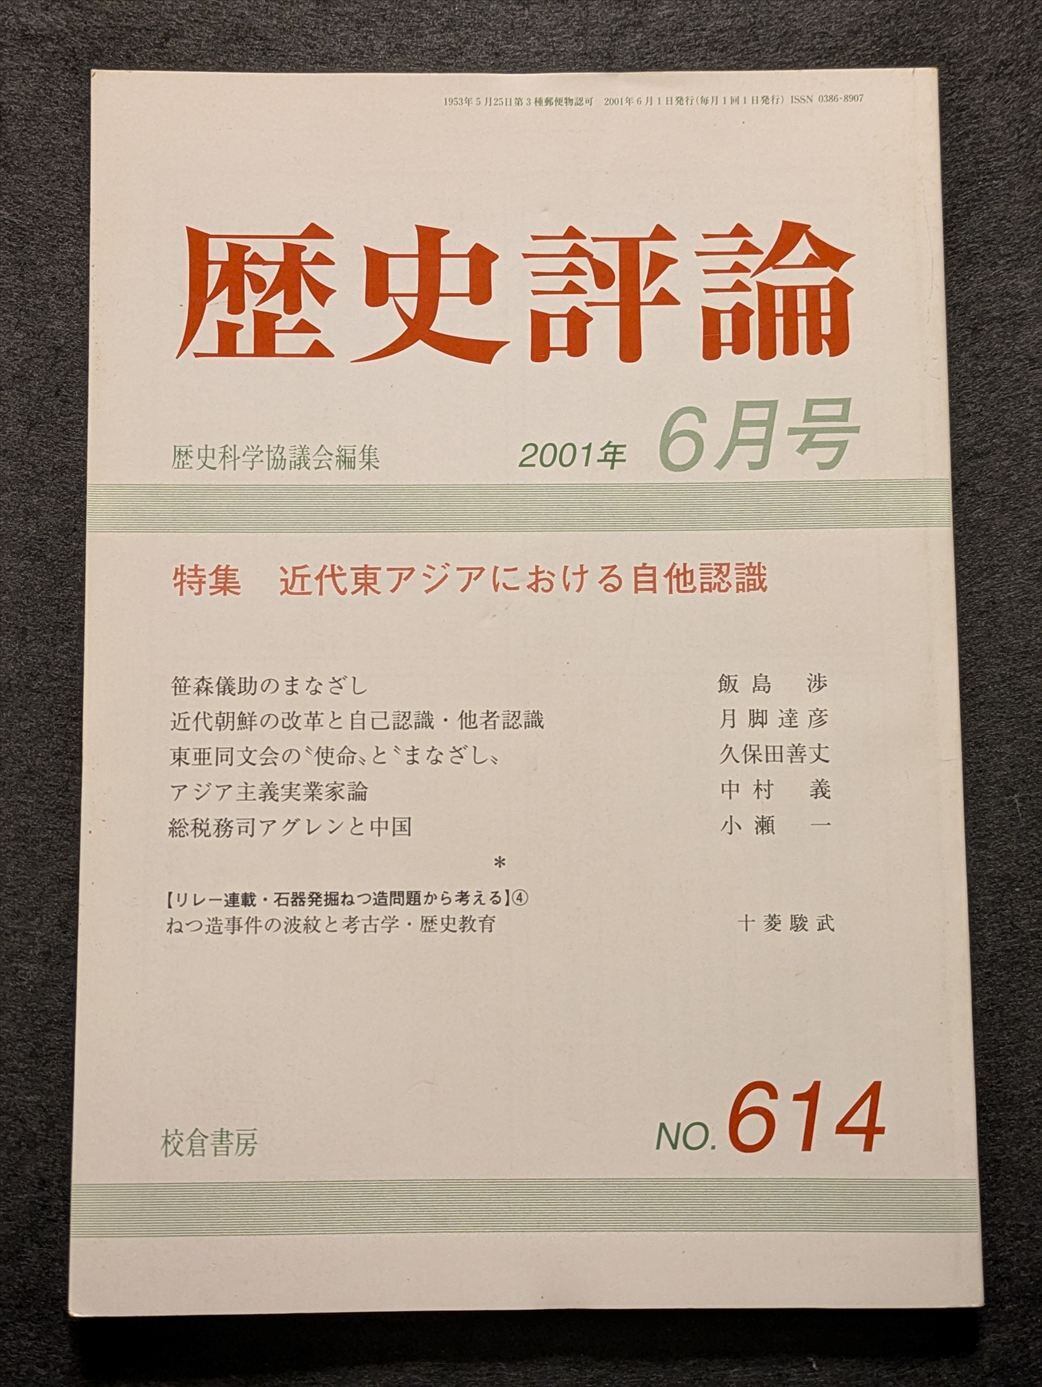 1953年5月25日第3種郵便物認可 2001年6月1日発行(毎月1回1日発行) ISSN 0386-8907
歴史評論
歴史科学協議会編集 2001年 6月号
特集 近代東アジアにおける自他認識
笹森儀助のまなざし 飯島 渉
近代朝鮮の改革と自己認識・他者認識 月脚達彦
東亜同文会の〝使命〟と〝まなざし〟 久保田善丈
アジア主義実業家論 中村 義
総税務司アグレンと中国 小瀬 一
*
【リレー連載・石器発掘ねつ造問題から考える】④
ねつ造事件の波紋と考古学・歴史教育 十菱駿武
校倉書房 NO.614